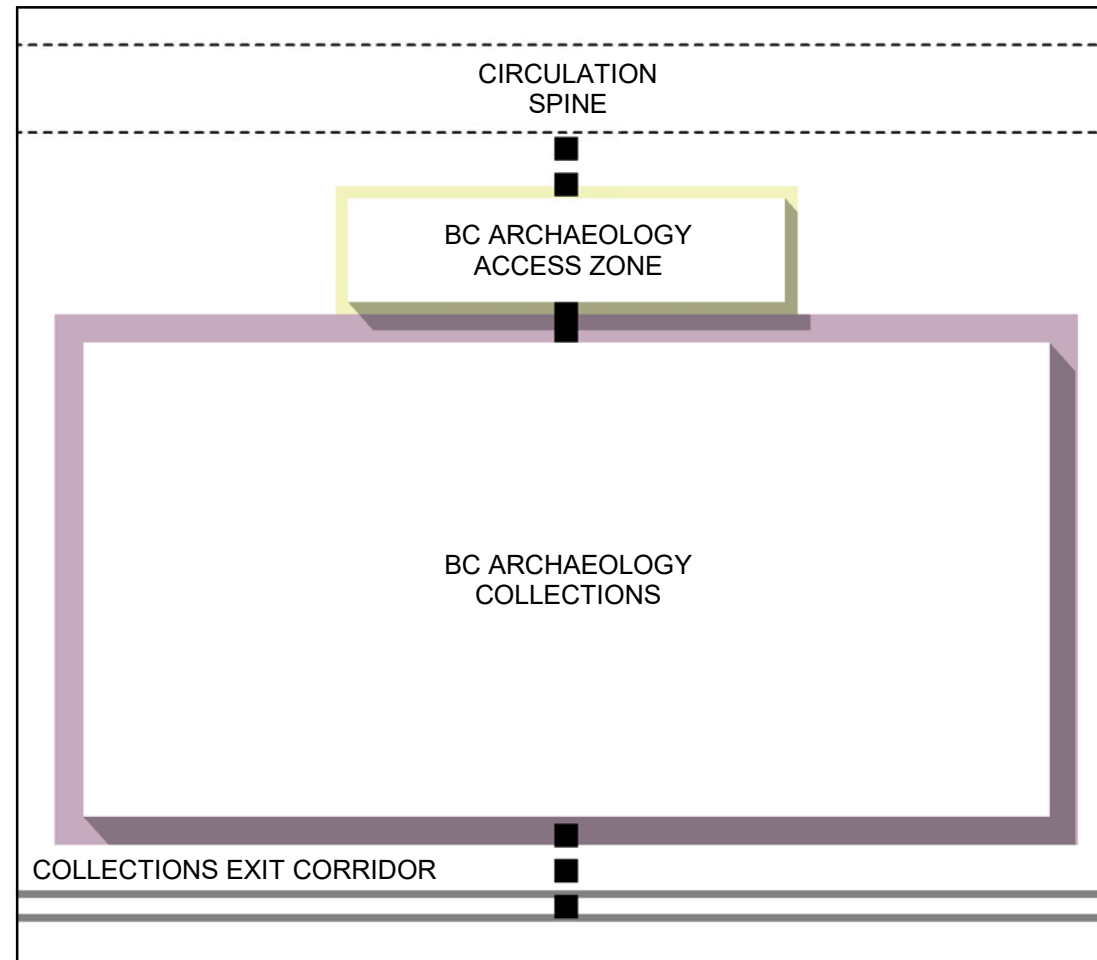 CIRCULATION
SPINE
BC ARCHAEOLOGY
ACCESS ZONE
BC ARCHAEOLOGY
COLLECTIONS
COLLECTIONS EXIT CORRIDOR